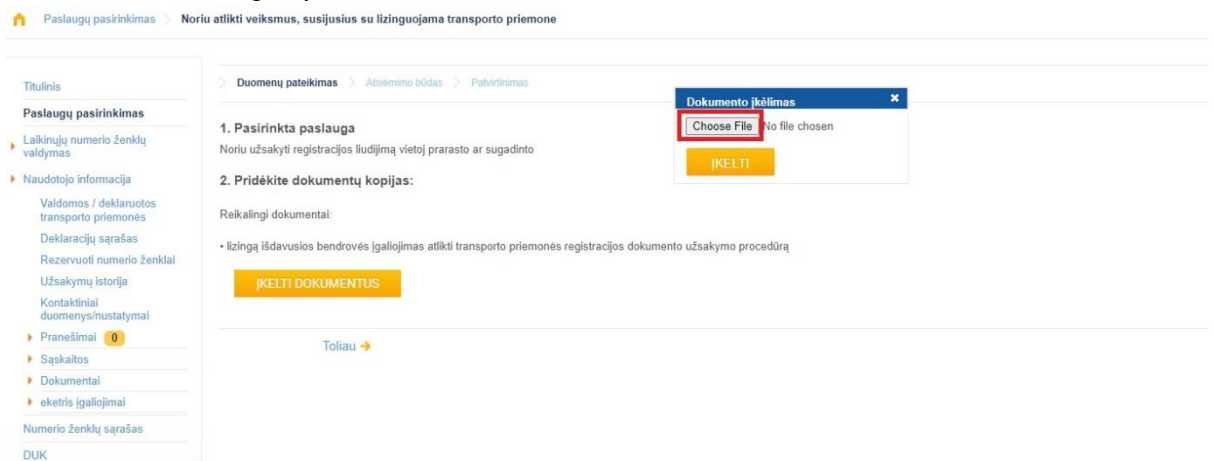 Paslaugų pasirinkimas > Noriu atlikti veiksmus, susijusius su lizinguojama transporto priemone
Titulinis
Paslaugų pasirinkimas
Laikinųjų numerio ženklų
valdymas
Naudotojo informacija
Valdomos / deklaruotos
transporto priemonės
Deklaracijų sąrašas
Rezervuoti numerio ženklai
Užsakymų istorija
Kontaktiniai
duomenys/nustatymai
Pranešimai 0
Sąskaitos
Dokumentai
eketris įgaliojimai
Numerio ženklų sąrašas
DUK
> Duomenų pateikimas > Atsiėmimo būdas > Patvirtinimas
1. Pasirinkta paslauga
Noriu užsakyti registracijos liudijimą vietoj prarasto ar sugadinto
2. Pridėkite dokumentų kopijas:
Reikalingi dokumentai:
• lizingą išdavusios bendrovės įgaliojimas atlikti transporto priemonės registracijos dokumento užsakymo procedūrą
ĮKELTI DOKUMENTUS
Toliau →
Dokumento įkėlimas ×
Choose File No file chosen
ĮKELTI